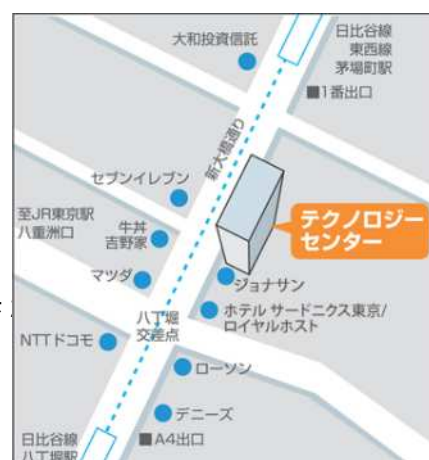 大和投資信託
日比谷線
東西線
茅場町駅
■1番出口
新大橋通り
セブンイレブン
至JR東京駅
八重洲口
牛丼
吉野家
テクノロジー
センター
マツダ
ジョナサン
八丁堀
交差点
ホテル サードニクス東京/
ロイヤルホスト
NTTドコモ
ローソン
デニーズ
日比谷線
八丁堀駅
■A4出口